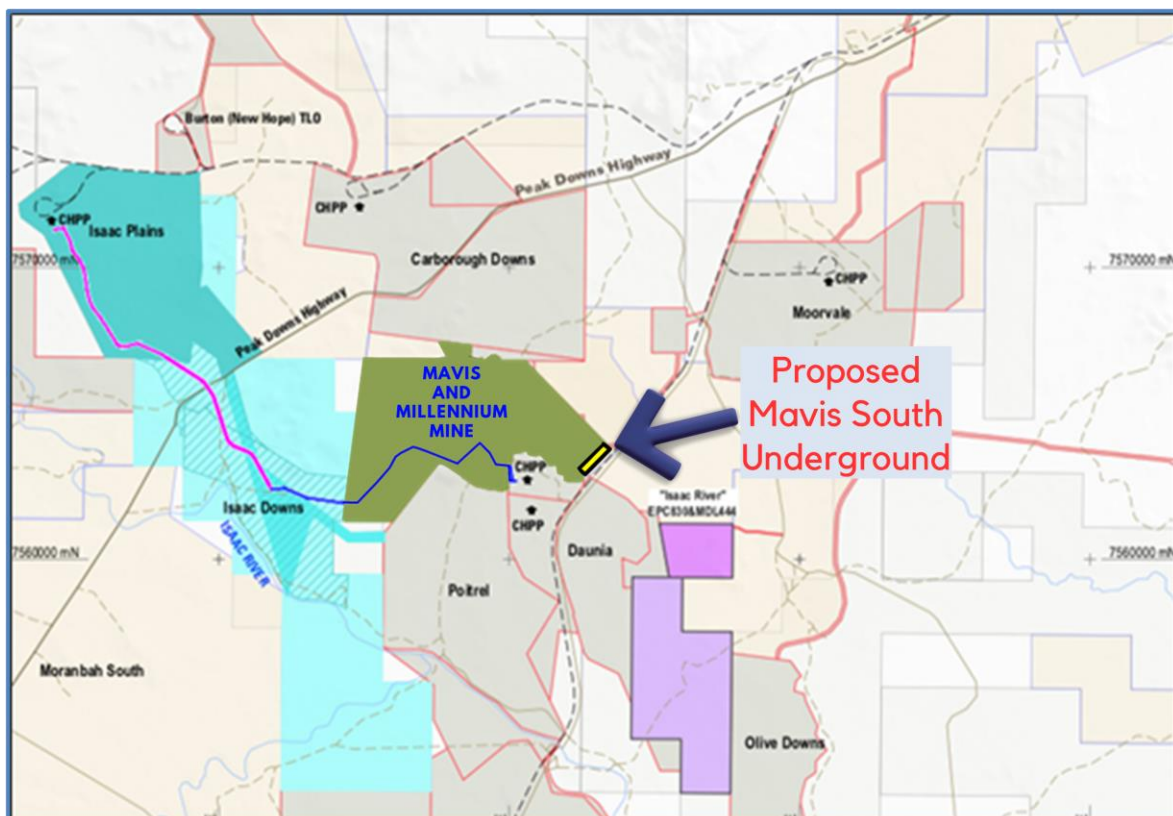 Burton (New Hope) TLO
Peak Downs Highway
CHPP
Isaac Plains
CHPP
7570000 mN
Carborough Downs
7570000 mN
CHPP
Moorvale
Peak Downs Highway
MAVIS
AND
MILLENNIUM
MINE
Proposed
Mavis South
Underground
CHPP
"Isaac River"
EPC830&MDL444
Isaac Downs
CHPP
7560000 mN
Daunia
7560000 mN
ISAAC RIVER
Poitrel
Moranbah South
Olive Downs